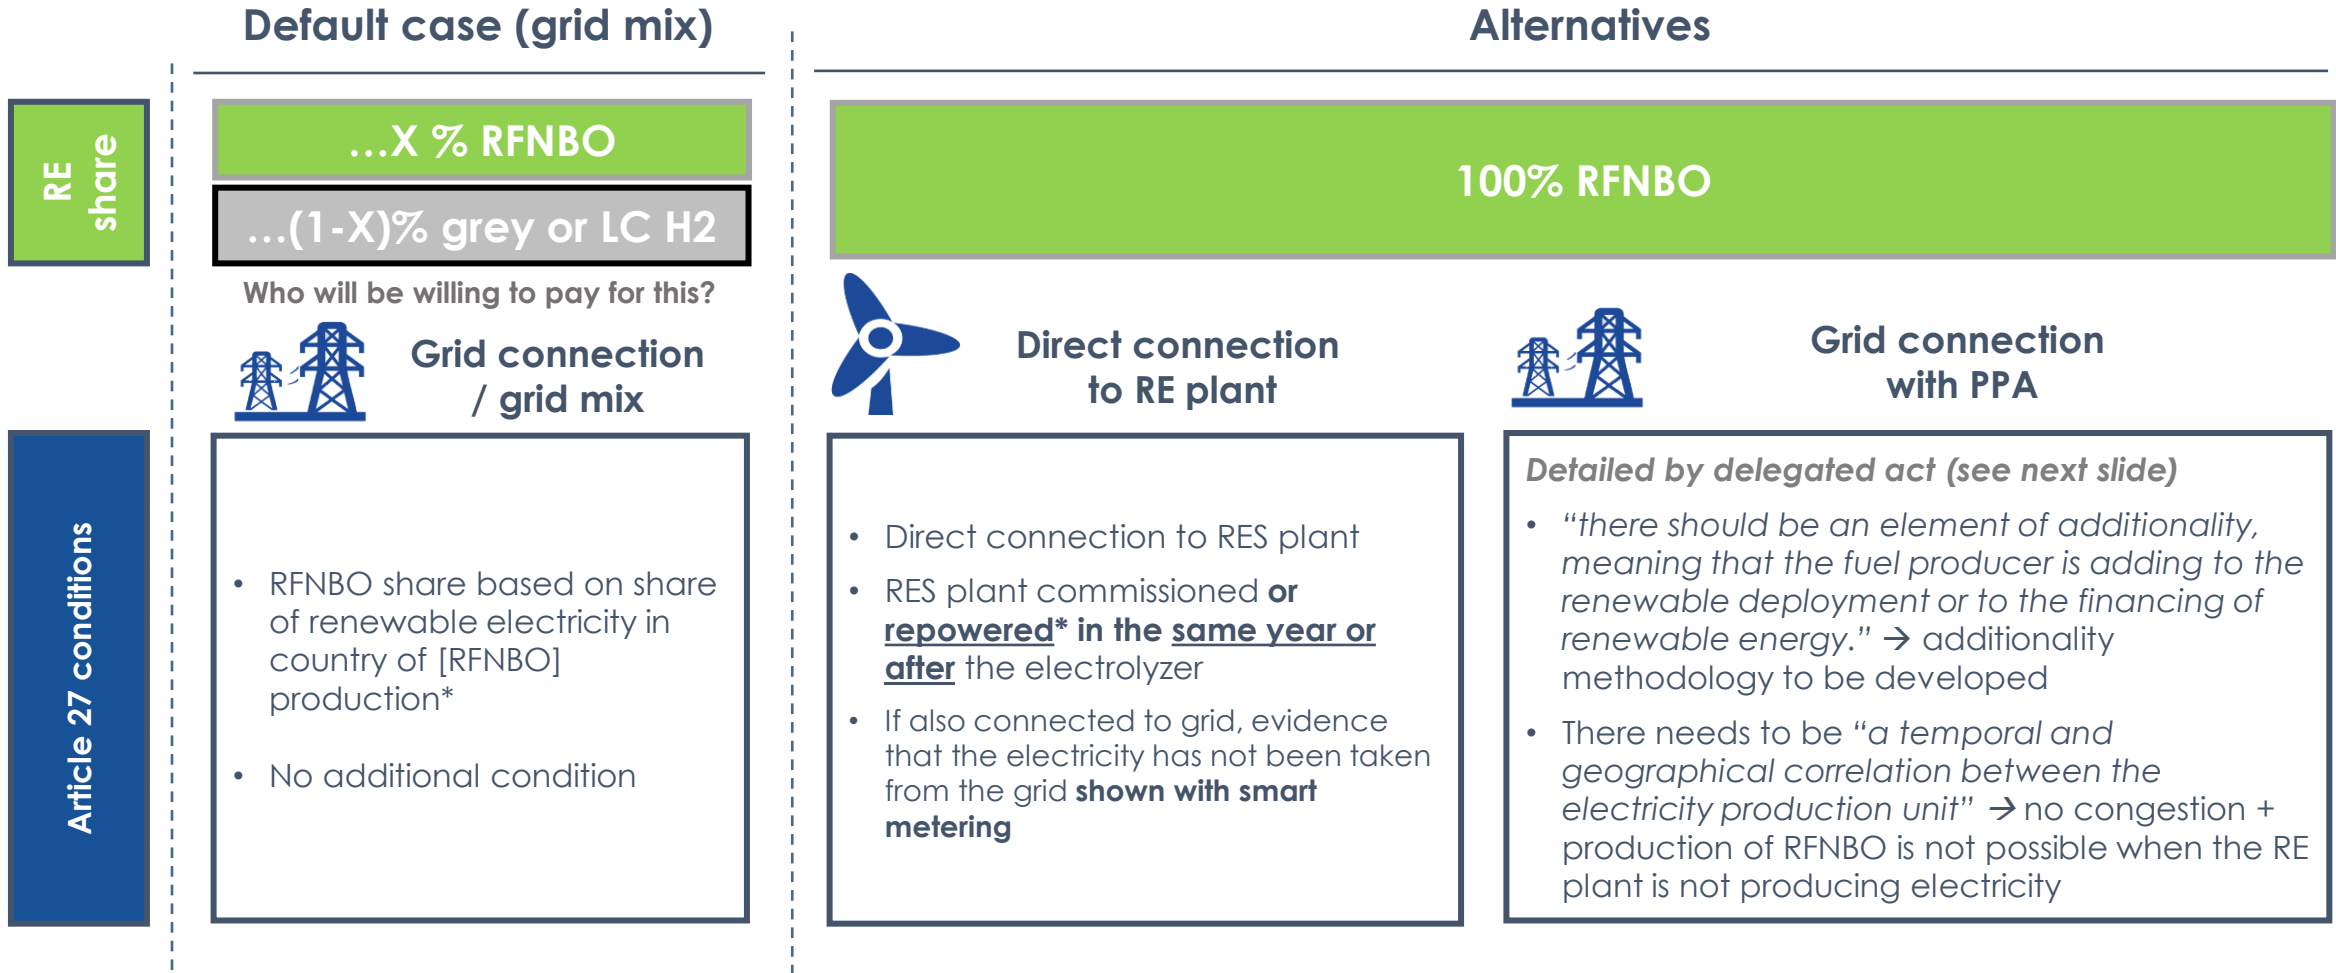 Default case (grid mix)
Alternatives
RE
share
...X % RFNBO
...(1-X)% grey or LC H2
100% RFNBO
Who will be willing to pay for this?
Grid connection
/ grid mix
Direct connection
to RE plant
Grid connection
with PPA
Article 27 conditions
• RFNBO share based on share
of renewable electricity in
country of [RFNBO]
production*
• No additional condition
• Direct connection to RES plant
• RES plant commissioned or
repowered* in the same year or
after the electrolyzer
• If also connected to grid, evidence
that the electricity has not been taken
from the grid shown with smart
metering
Detailed by delegated act (see next slide)
• “there should be an element of additionality,
meaning that the fuel producer is adding to the
renewable deployment or to the financing of
renewable energy.” → additionality
methodology to be developed
• There needs to be “a temporal and
geographical correlation between the
electricity production unit” → no congestion +
production of RFNBO is not possible when the RE
plant is not producing electricity